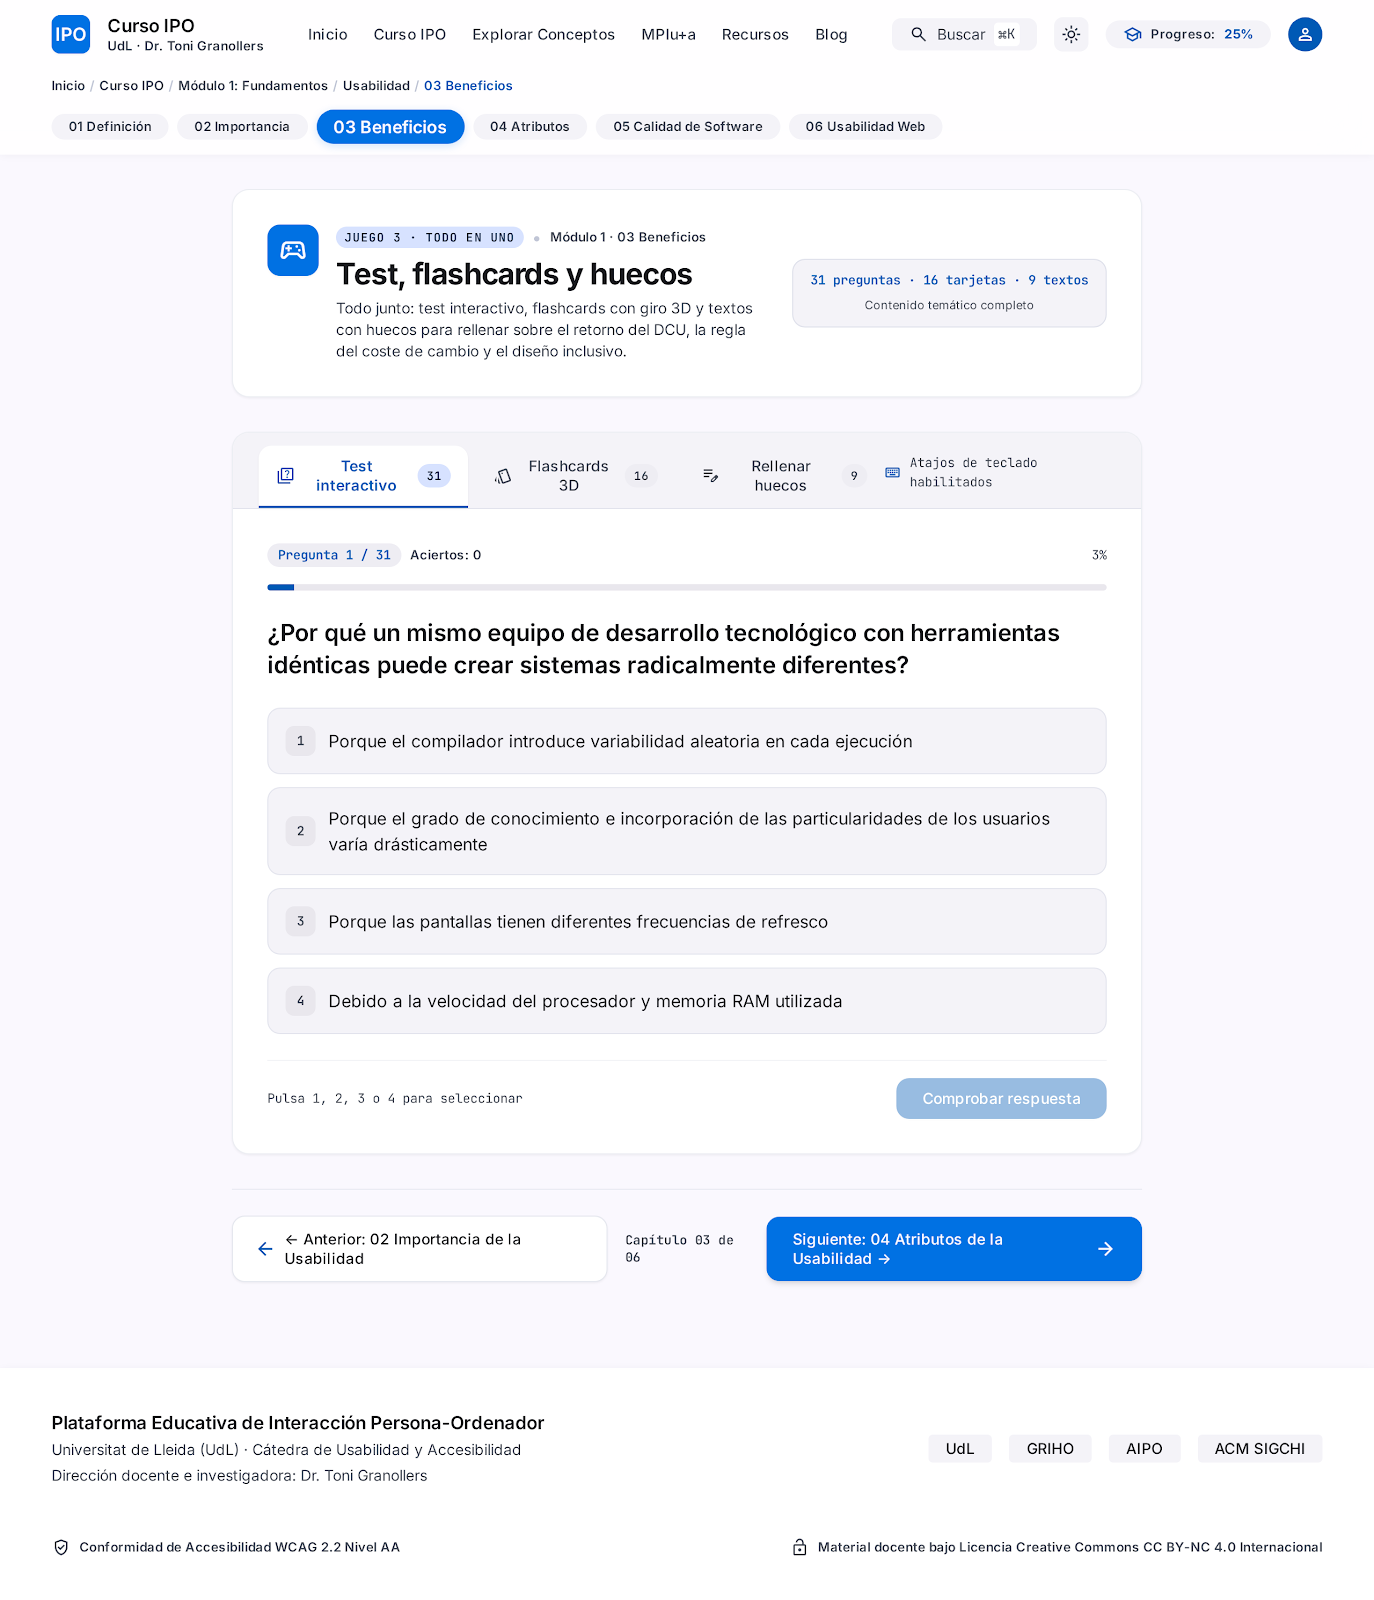 IPO
Curso IPO
UdL · Dr. Toni Granollers
Inicio
Curso IPO
Explorar Conceptos
MPIu+a
Recursos
Blog
Buscar ⌘K
Progreso: 25%
Inicio / Curso IPO / Módulo 1: Fundamentos / Usabilidad / 03 Beneficios
01 Definición
02 Importancia
03 Beneficios
04 Atributos
05 Calidad de Software
06 Usabilidad Web
JUEGO 3 · TODO EN UNO
Módulo 1 · 03 Beneficios
Test, flashcards y huecos
Todo junto: test interactivo, flashcards con giro 3D y textos
con huecos para rellenar sobre el retorno del DCU, la regla
del coste de cambio y el diseño inclusivo.
31 preguntas · 16 tarjetas · 9 textos
Contenido temático completo
Test
interactivo
31
Flashcards
3D
16
Rellenar
huecos
9
Atajos de teclado
habilitados
Pregunta 1 / 31
Aciertos: 0
3%
¿Por qué un mismo equipo de desarrollo tecnológico con herramientas
idénticas puede crear sistemas radicalmente diferentes?
1 Porque el compilador introduce variabilidad aleatoria en cada ejecución
2 Porque el grado de conocimiento e incorporación de las particularidades de los usuarios
varía drásticamente
3 Porque las pantallas tienen diferentes frecuencias de refresco
4 Debido a la velocidad del procesador y memoria RAM utilizada
Pulsa 1, 2, 3 o 4 para seleccionar
Comprobar respuesta
← Anterior: 02 Importancia de la
Usabilidad
Capítulo 03 de
06
Siguiente: 04 Atributos de la
Usabilidad →
Plataforma Educativa de Interacción Persona-Ordenador
Universitat de Lleida (UdL) · Cátedra de Usabilidad y Accesibilidad
Dirección docente e investigadora: Dr. Toni Granollers
UdL
GRIHO
AIPO
ACM SIGCHI
Conformidad de Accesibilidad WCAG 2.2 Nivel AA
Material docente bajo Licencia Creative Commons CC BY-NC 4.0 Internacional